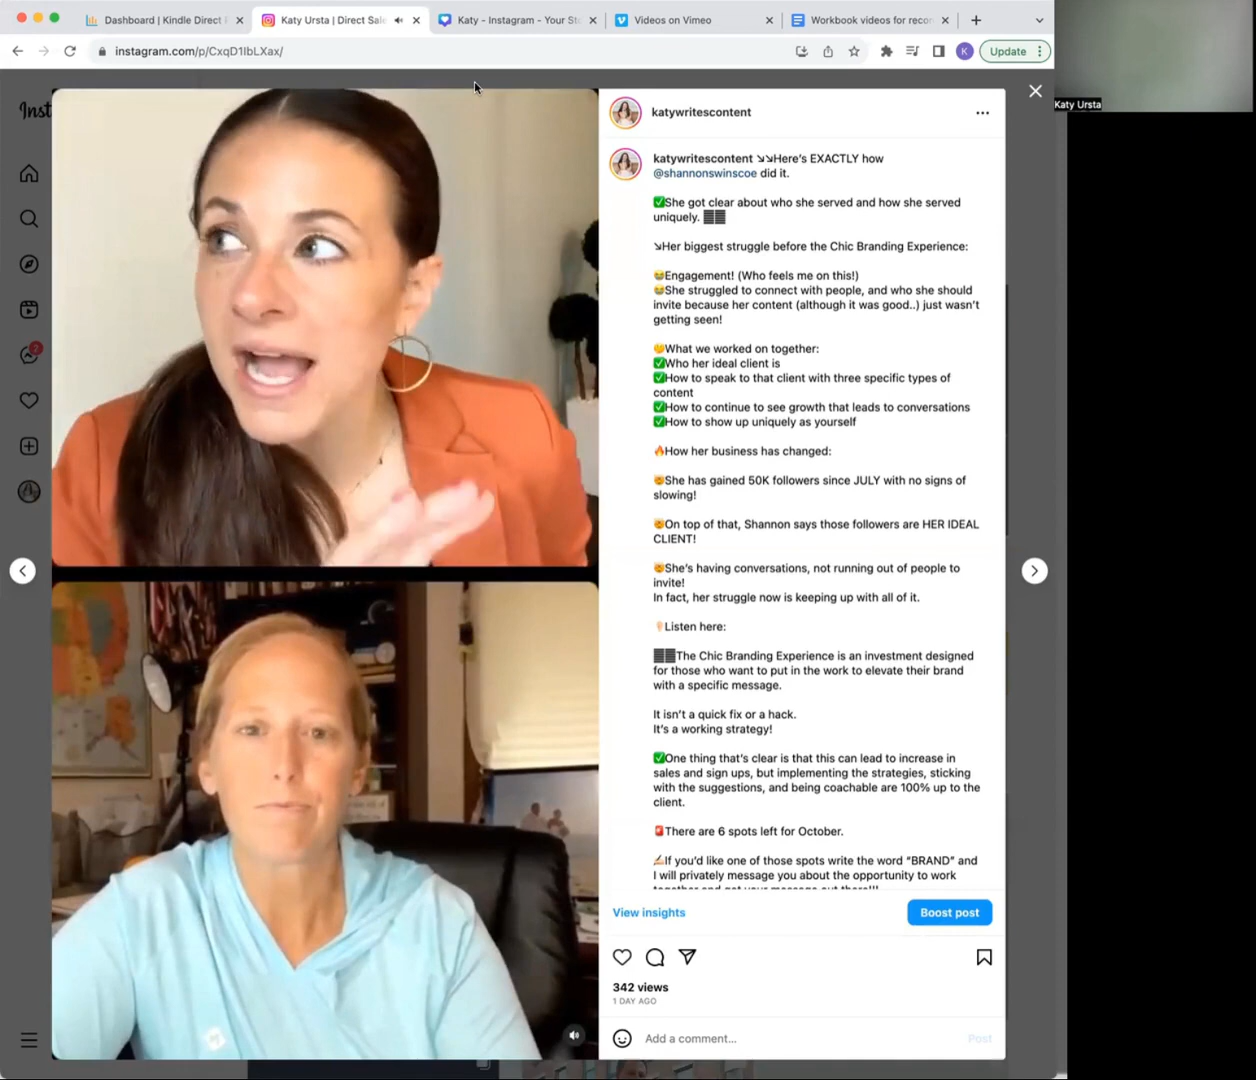 Dashboard | Kindle Direct
Katy Ursta | Direct Sale
Katy - Instagram - Your St
Videos on Vimeo
Workbook videos for recor
instagram.com/p/CxqD1IbLXax/
K
Update
Katy Ursta
Inst
2
katywritescontent
katywritescontent ↘↘Here's EXACTLY how
@shannonswinscoe did it.
✅She got clear about who she served and how she served
uniquely.
↘Her biggest struggle before the Chic Branding Experience:
😭Engagement! (Who feels me on this!)
😭She struggled to connect with people, and who she should
invite because her content (although it was good..) just wasn't
getting seen!
What we worked on together:
✅Who her ideal client is
✅How to speak to that client with three specific types of
content
✅How to continue to see growth that leads to conversations
✅How to show up uniquely as yourself
🔥How her business has changed:
🤯She has gained 50K followers since JULY with no signs of
slowing!
🤯On top of that, Shannon says those followers are HER IDEAL
CLIENT!
🤯She's having conversations, not running out of people to
invite!
In fact, her struggle now is keeping up with all of it.
Listen here:
The Chic Branding Experience is an investment designed
for those who want to put in the work to elevate their brand
with a specific message.
It isn't a quick fix or a hack.
It's a working strategy!
✅One thing that's clear is that this can lead to increase in
sales and sign ups, but implementing the strategies, sticking
with the suggestions, and being coachable are 100% up to the
client.
🚨There are 6 spots left for October.
✍If you'd like one of those spots write the word "BRAND" and
I will privately message you about the opportunity to work
together and get your message out there!!!
View insights
Boost post
342 views
1 DAY AGO
Add a comment...
Post